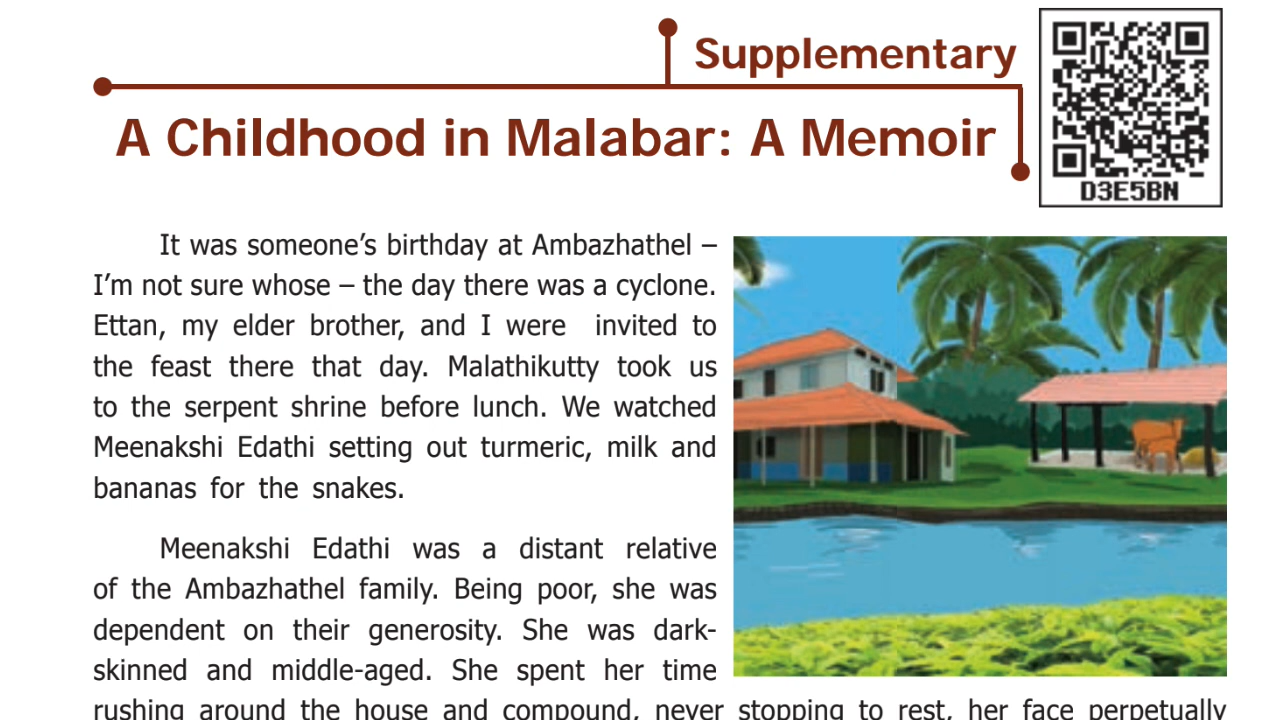 Supplementary
A Childhood in Malabar: A Memoir
D3E5BN
It was someone’s birthday at Ambazhathel –
I’m not sure whose – the day there was a cyclone.
Ettan, my elder brother, and I were invited to
the feast there that day. Malathikutty took us
to the serpent shrine before lunch. We watched
Meenakshi Edathi setting out turmeric, milk and
bananas for the snakes.
Meenakshi Edathi was a distant relative
of the Ambazhathel family. Being poor, she was
dependent on their generosity. She was dark-
skinned and middle-aged. She spent her time
rushing around the house and compound, never stopping to rest, her face perpetually